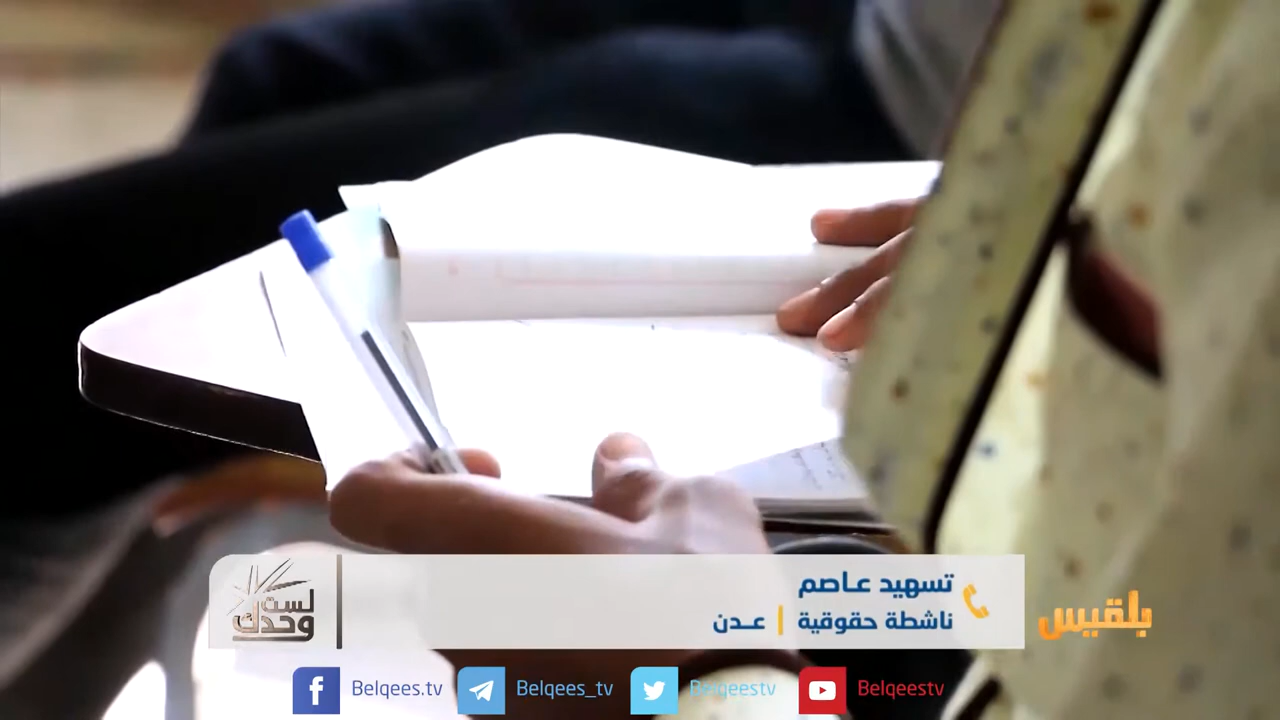 تسهيد عاصم
ناشطة حقوقية | عدن
لست
وحدك
بلقيس
Belqees.tv
Belqees_tv
Belqeestv
Belqeestv